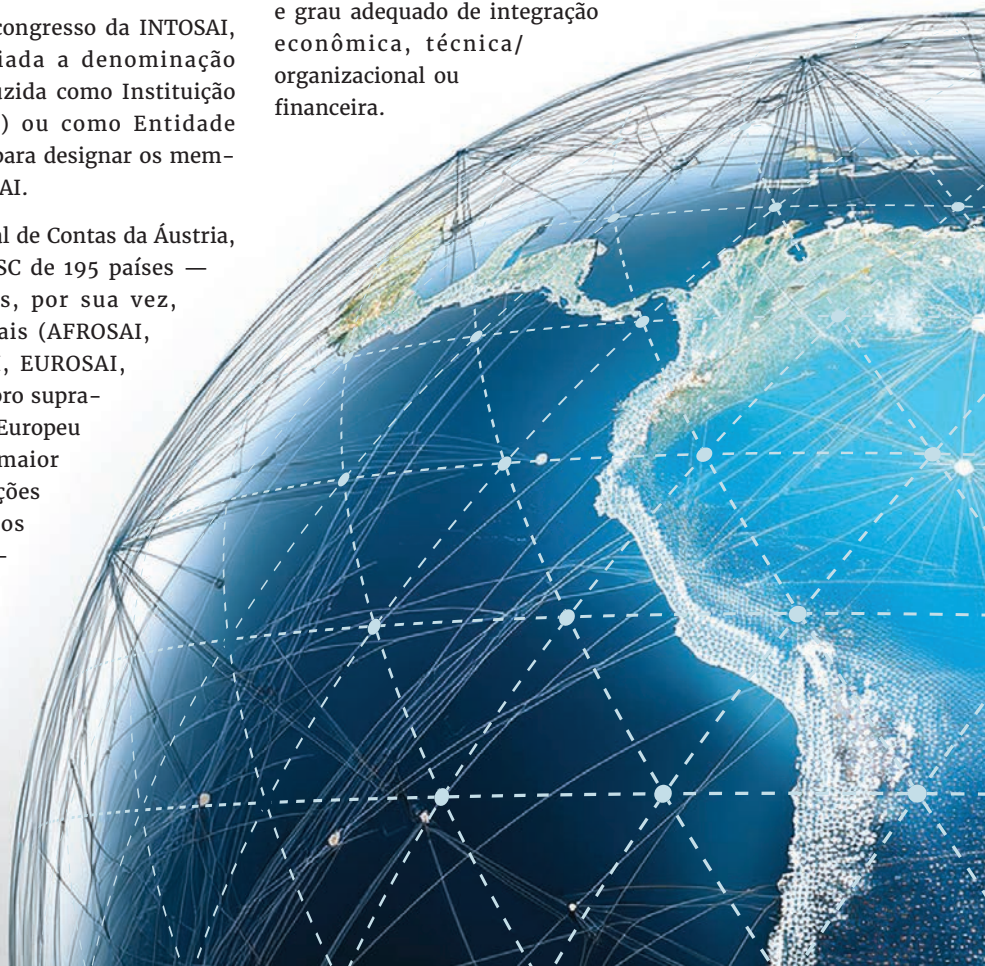 congresso da INTOSAI,
iada a denominação
uzida como Instituição
) ou como Entidade
para designar os mem-
AI.
al de Contas da Áustria,
SC de 195 países —
s, por sua vez,
ais (AFROSAI,
, EUROSAI,
bro supra-
Europeu
maior
ções
os
–
e grau adequado de integração
econômica, técnica/
organizacional ou
financeira.